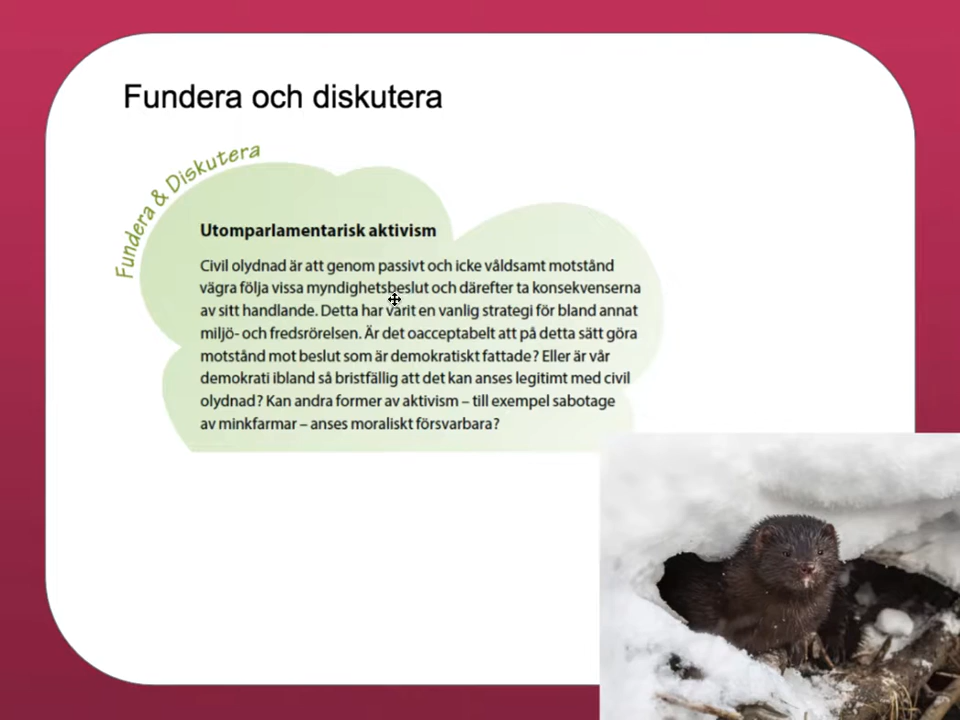 Fundera och diskutera
Fundera & Diskutera
Utomparlamentarisk aktivism
Civil olydnad är att genom passivt och icke våldsamt motstånd
vägra följa vissa myndighetsbeslut och därefter ta konsekvenserna
av sitt handlande. Detta har varit en vanlig strategi för bland annat
miljö- och fredsrörelsen. Är det oacceptabelt att på detta sätt göra
motstånd mot beslut som är demokratiskt fattade? Eller är vår
demokrati ibland så bristfällig att det kan anses legitimt med civil
olydnad? Kan andra former av aktivism – till exempel sabotage
av minkfarmar – anses moraliskt försvarbara?